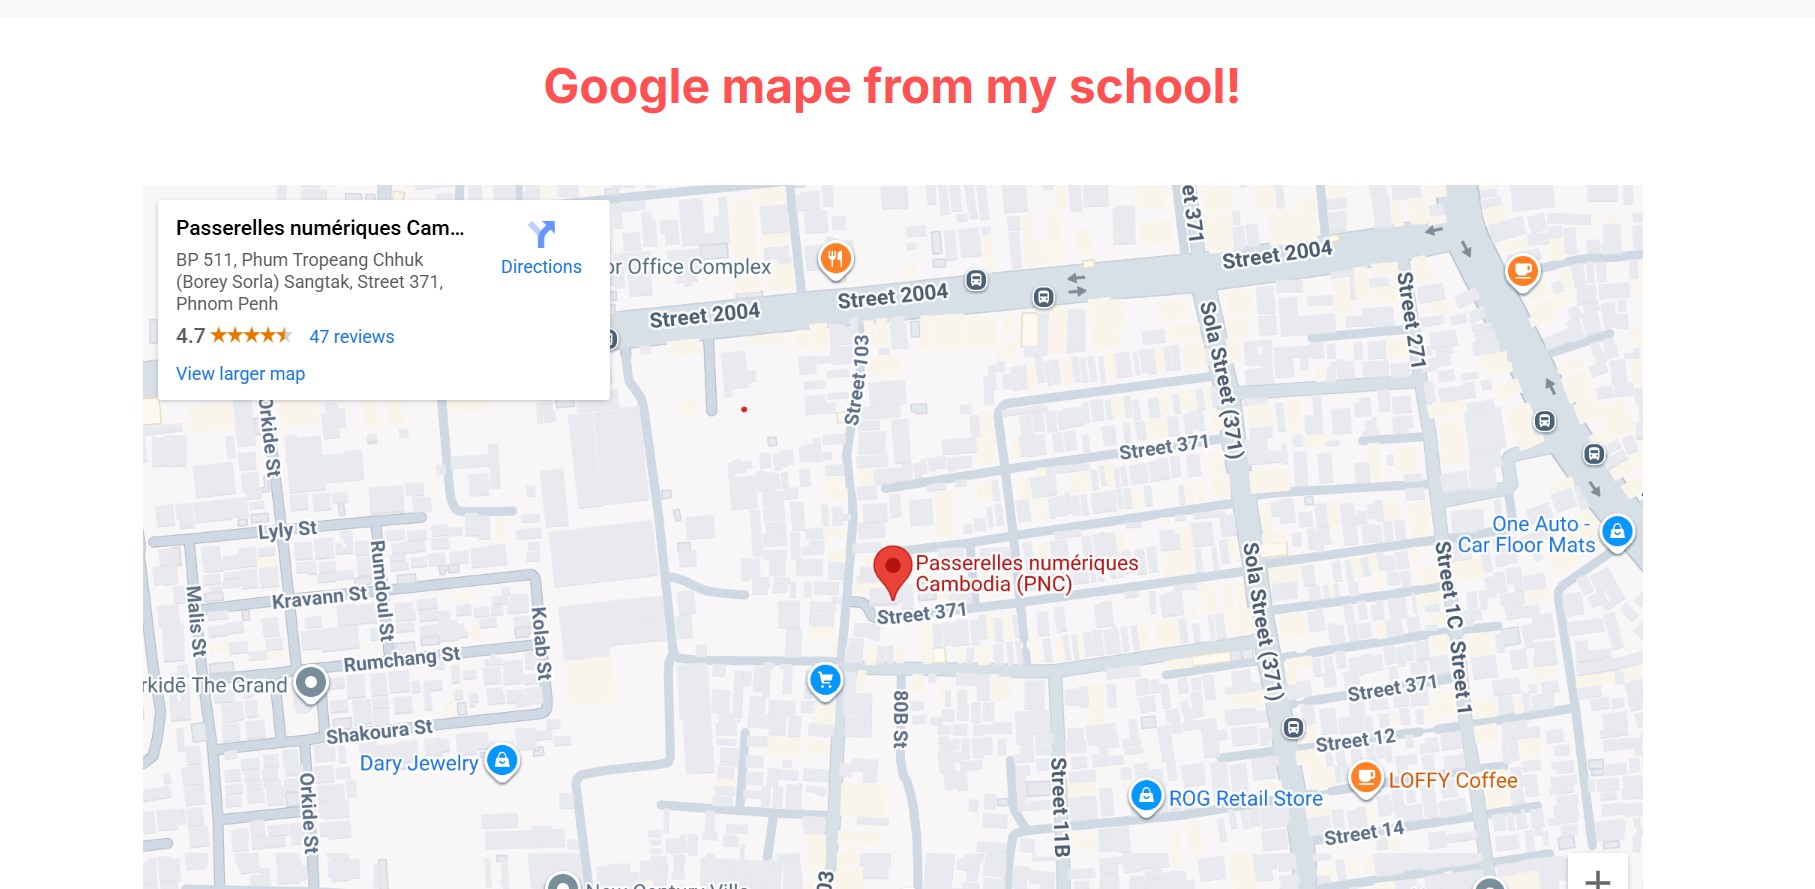 Google mape from my school!
Passerelles numériques Cam...
BP 511, Phum Tropeang Chhuk
(Borey Sorla) Sangtak, Street 371,
Phnom Penh
4.7
47 reviews
View larger map
Directions
or Office Complex
Street 2004
Street 2004
Street 2004
et 371
Street 103
Sola Street (371)
Street 271
Street 371
Orkide St
Lyly St
Rumdoul St
Malis St
Kravann St
Kolab St
Rumchang St
rkidē The Grand
Shakoura St
Dary Jewelry
Orkide St
One Auto -
Car Floor Mats
Passerelles numériques
Cambodia (PNC)
Street 371
Sola Street (371)
Street 1C
Street 1
Street 371
80B St
Street 12
LOFFY Coffee
ROG Retail Store
Street 11B
Street 14
03